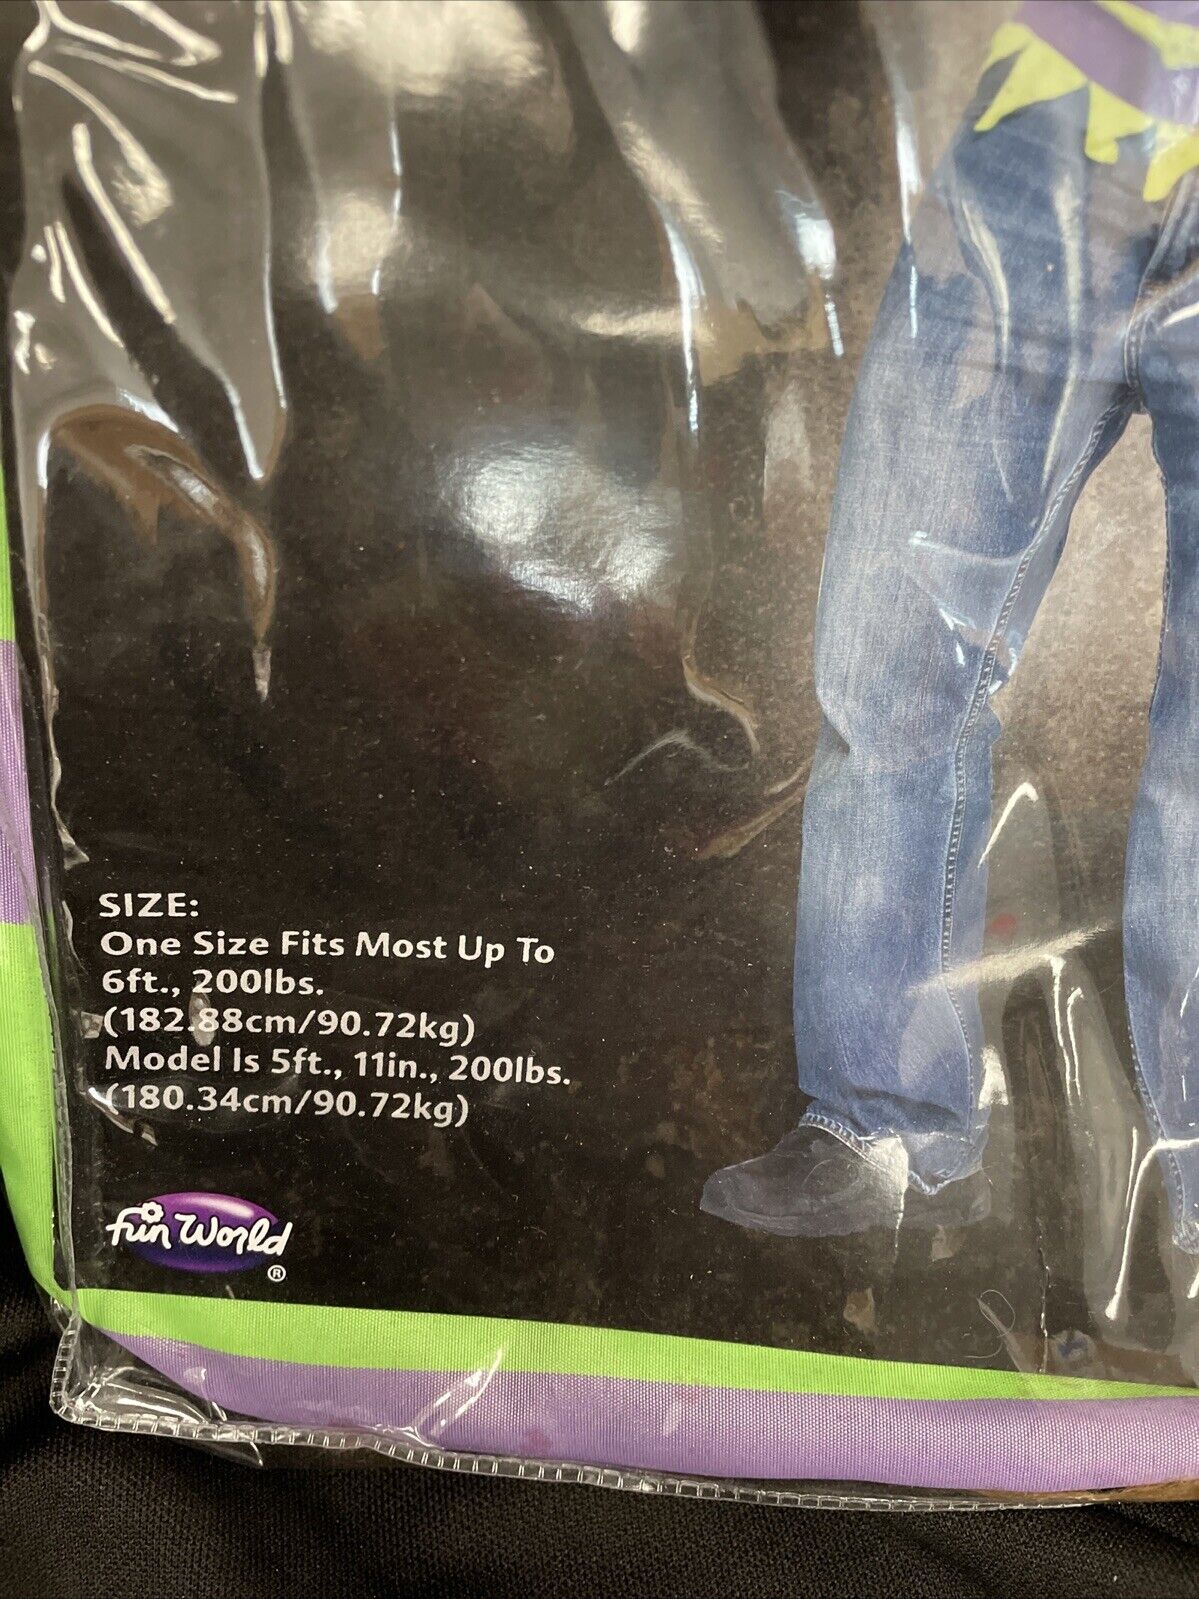 SIZE:
One Size Fits Most Up To
6ft., 200lbs.
(182.88cm/90.72kg)
Model Is 5ft., 11in., 200lbs.
(180.34cm/90.72kg)
fun World
®